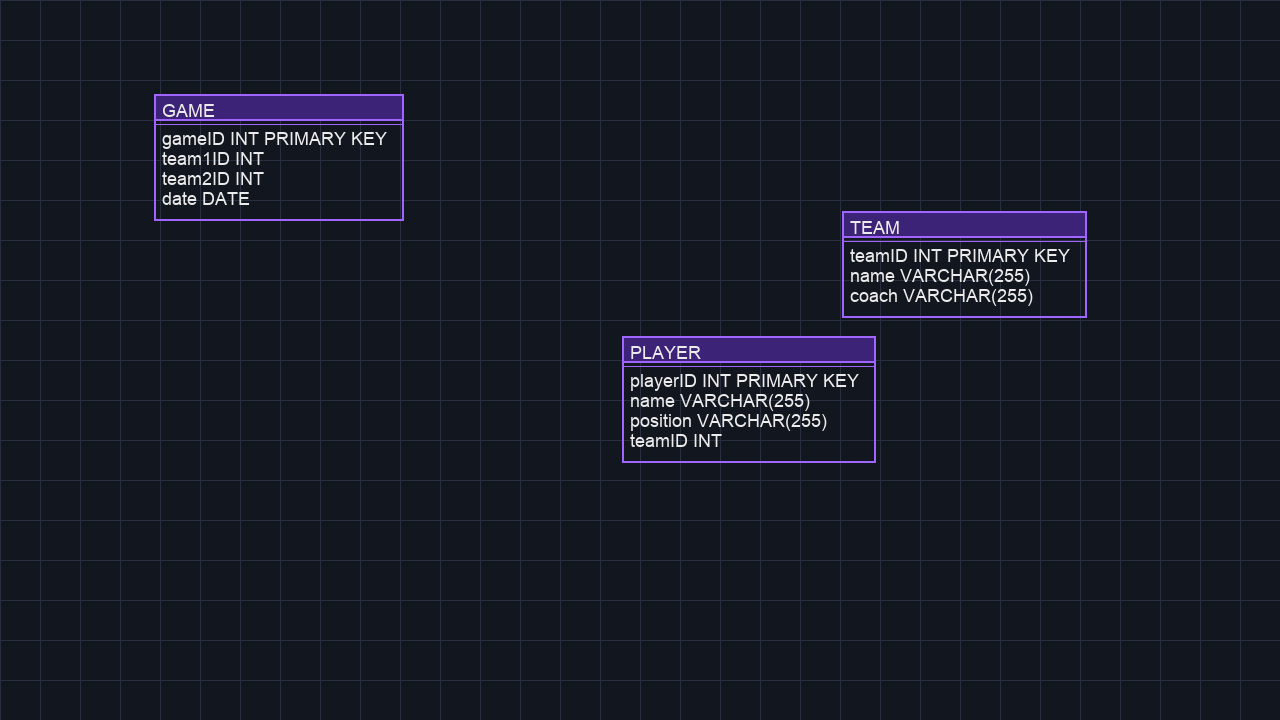 GAME
gameID INT PRIMARY KEY
team1ID INT
team2ID INT
date DATE
TEAM
teamID INT PRIMARY KEY
name VARCHAR(255)
coach VARCHAR(255)
PLAYER
playerID INT PRIMARY KEY
name VARCHAR(255)
position VARCHAR(255)
teamID INT